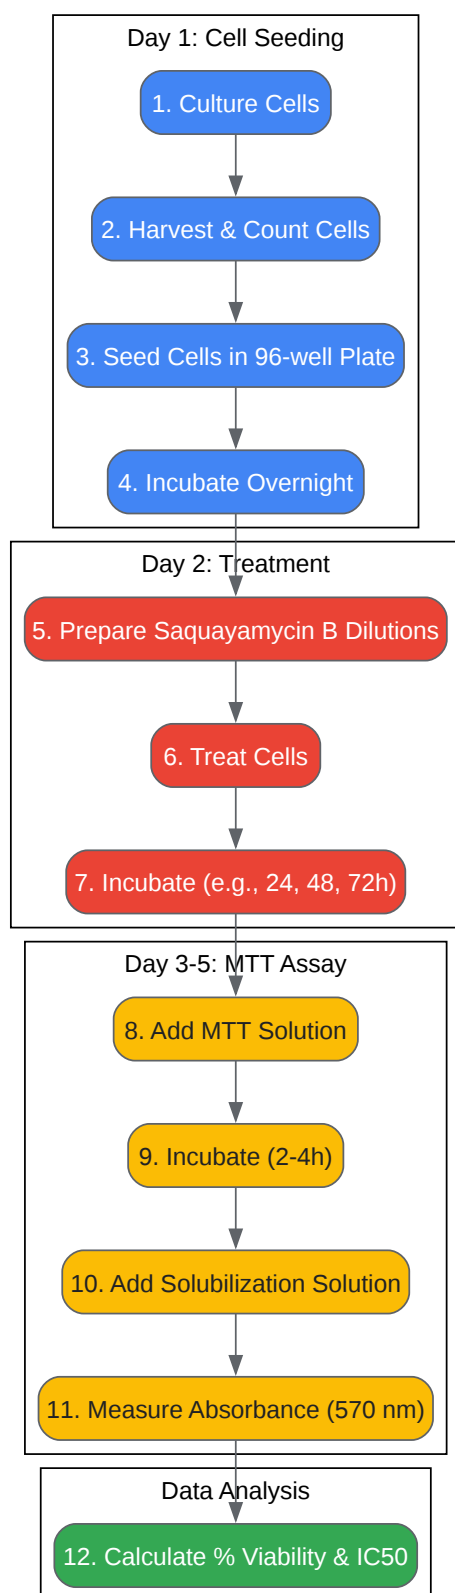 Day 1: Cell Seeding
1. Culture Cells
2. Harvest & Count Cells
3. Seed Cells in 96-well Plate
4. Incubate Overnight
Day 2: Treatment
5. Prepare Saquayamycin B Dilutions
6. Treat Cells
7. Incubate (e.g., 24, 48, 72h)
Day 3-5: MTT Assay
8. Add MTT Solution
9. Incubate (2-4h)
10. Add Solubilization Solution
11. Measure Absorbance (570 nm)
Data Analysis
12. Calculate % Viability & IC50